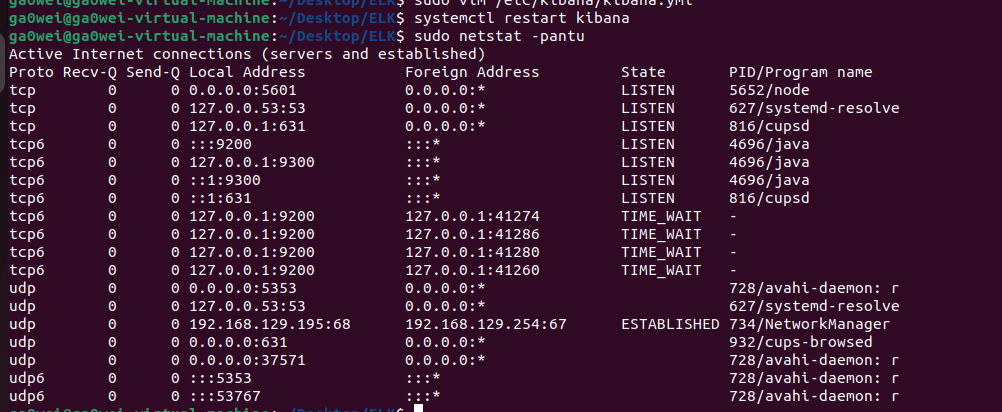 ga0wei@ga0wei-virtual-machine:~/Desktop/ELK$ sudo vim /etc/kibana/kibana.yml
ga0wei@ga0wei-virtual-machine:~/Desktop/ELK$ systemctl restart kibana
ga0wei@ga0wei-virtual-machine:~/Desktop/ELK$ sudo netstat -pantu
Active Internet connections (servers and established)
Proto Recv-Q Send-Q Local Address           Foreign Address         State       PID/Program name
tcp        0      0 0.0.0.0:5601            0.0.0.0:*               LISTEN      5652/node
tcp        0      0 127.0.0.53:53           0.0.0.0:*               LISTEN      627/systemd-resolve
tcp        0      0 127.0.0.1:631           0.0.0.0:*               LISTEN      816/cupsd
tcp6       0      0 :::9200                 :::*                    LISTEN      4696/java
tcp6       0      0 127.0.0.1:9300          :::*                    LISTEN      4696/java
tcp6       0      0 ::1:9300                :::*                    LISTEN      4696/java
tcp6       0      0 ::1:631                 :::*                    LISTEN      816/cupsd
tcp6       0      0 127.0.0.1:9200          127.0.0.1:41274         TIME_WAIT   -
tcp6       0      0 127.0.0.1:9200          127.0.0.1:41286         TIME_WAIT   -
tcp6       0      0 127.0.0.1:9200          127.0.0.1:41280         TIME_WAIT   -
tcp6       0      0 127.0.0.1:9200          127.0.0.1:41260         TIME_WAIT   -
udp        0      0 0.0.0.0:5353            0.0.0.0:*                           728/avahi-daemon: r
udp        0      0 127.0.0.53:53           0.0.0.0:*                           627/systemd-resolve
udp        0      0 192.168.129.195:68      192.168.129.254:67      ESTABLISHED 734/NetworkManager
udp        0      0 0.0.0.0:631             0.0.0.0:*                           932/cups-browsed
udp        0      0 0.0.0.0:37571           0.0.0.0:*                           728/avahi-daemon: r
udp6       0      0 :::5353                 :::*                                728/avahi-daemon: r
udp6       0      0 :::53767                :::*                                728/avahi-daemon: r
ga0wei@ga0wei-virtual-machine:~/Desktop/ELK$